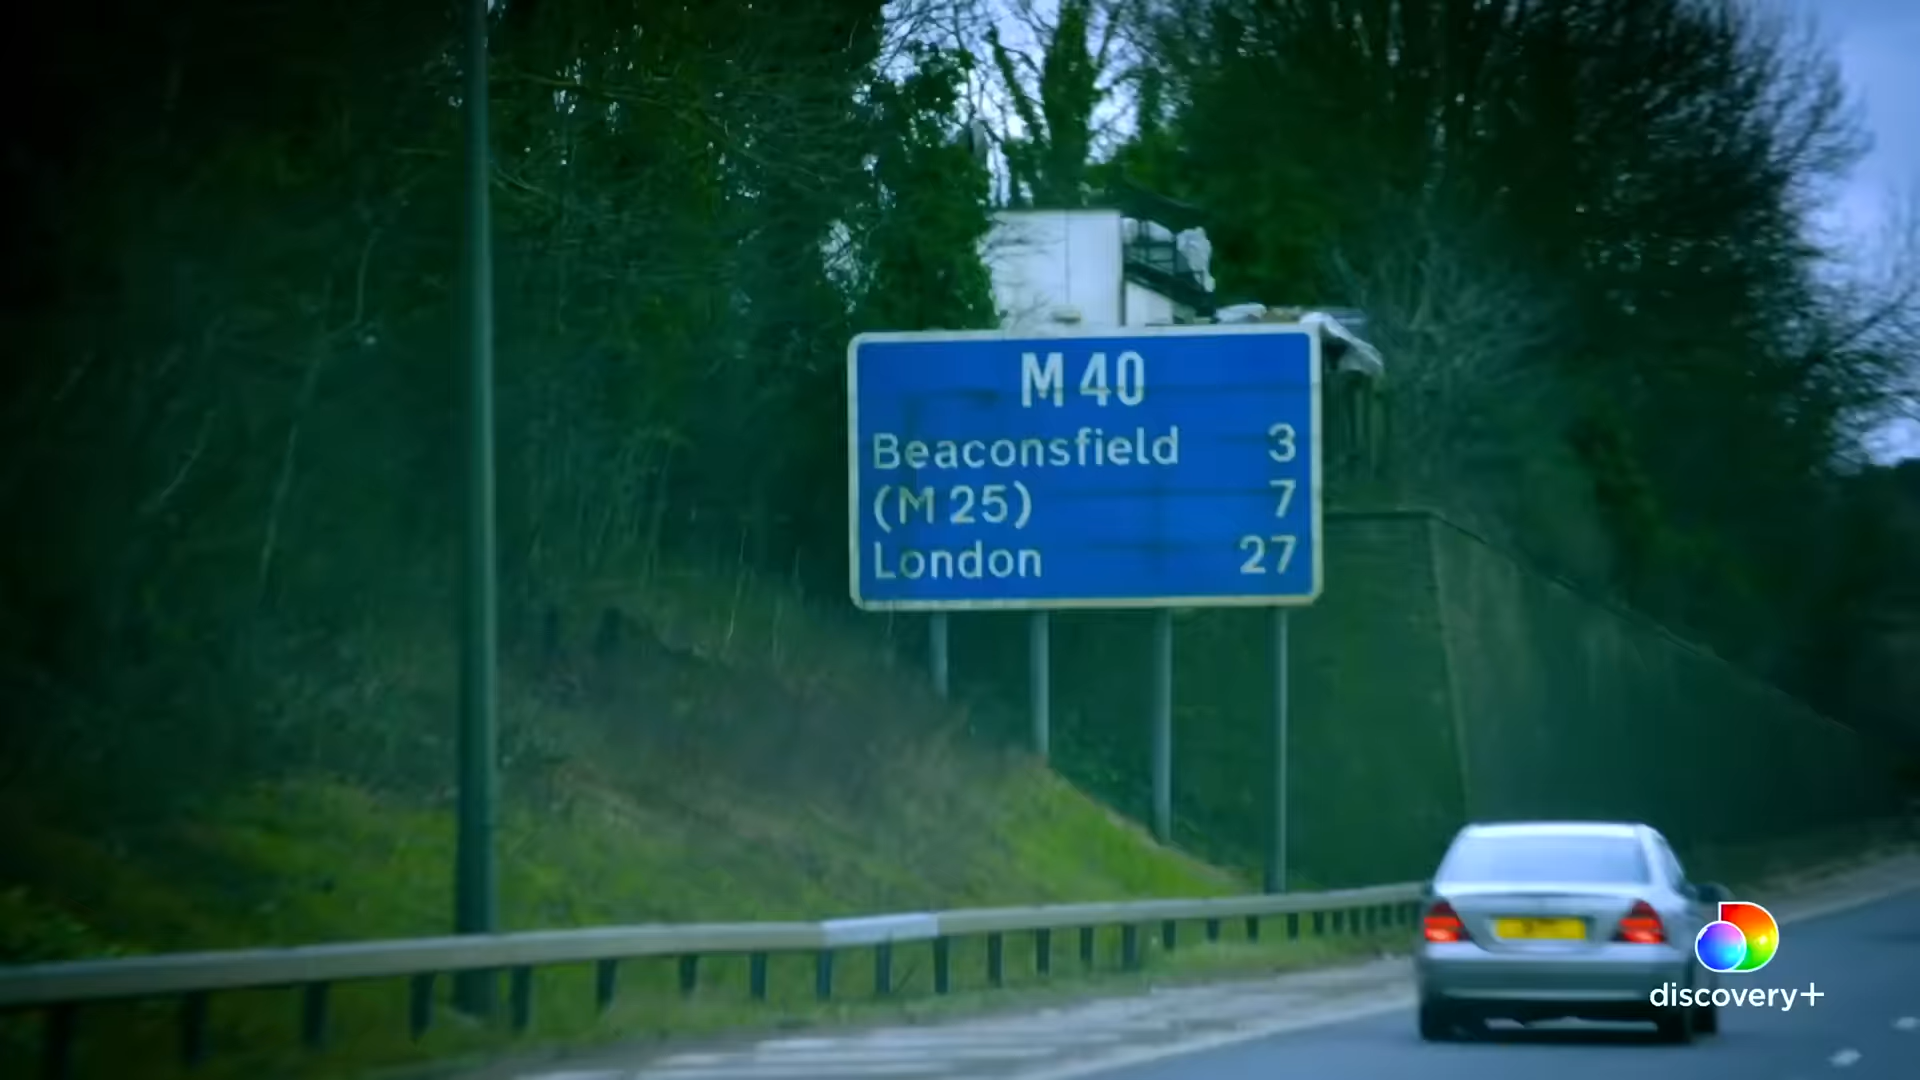 M 40
Beaconsfield 3
(M 25) 7
London 27
discovery+